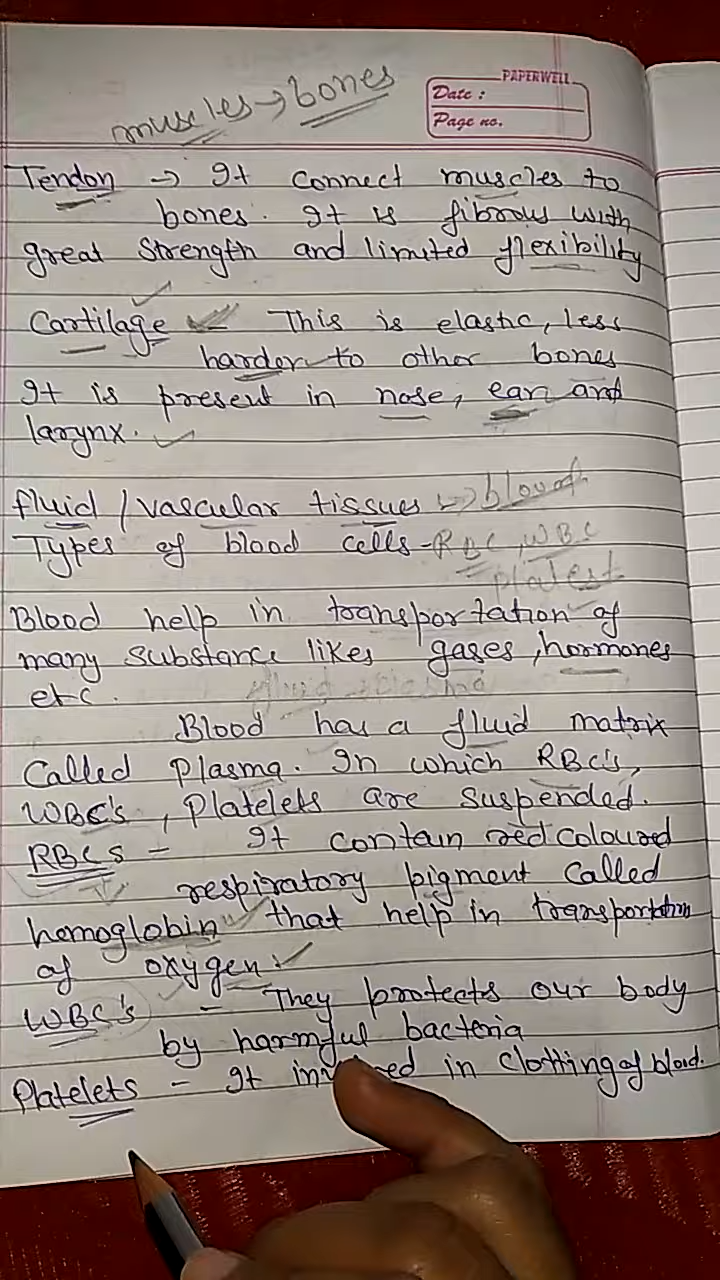 muscles → bones
PAPERWELL
Date :
Page no.
Tendon → It connect muscles to
bones. It is fibrous with
great strength and limited flexibility
Cartilage - This is elastic, less
harder to other bones
It is present in nose, ear and
larynx.
fluid / vascular tissues → blood
Types of blood cells - RBC, WBC
platest
Blood help in transportation of
many substance likes gases, hormones
etc. fluid → plasma
Blood has a fluid matrix
Called Plasma. In which RBC's,
WBC's, Platelets are suspended.
RBCs - It contain red coloured
respiratory pigment called
hemoglobin" that help in transportation
of oxygen.
WBC's - They protects our body
by harmful bacteria
Platelets - It in clotting of blood.